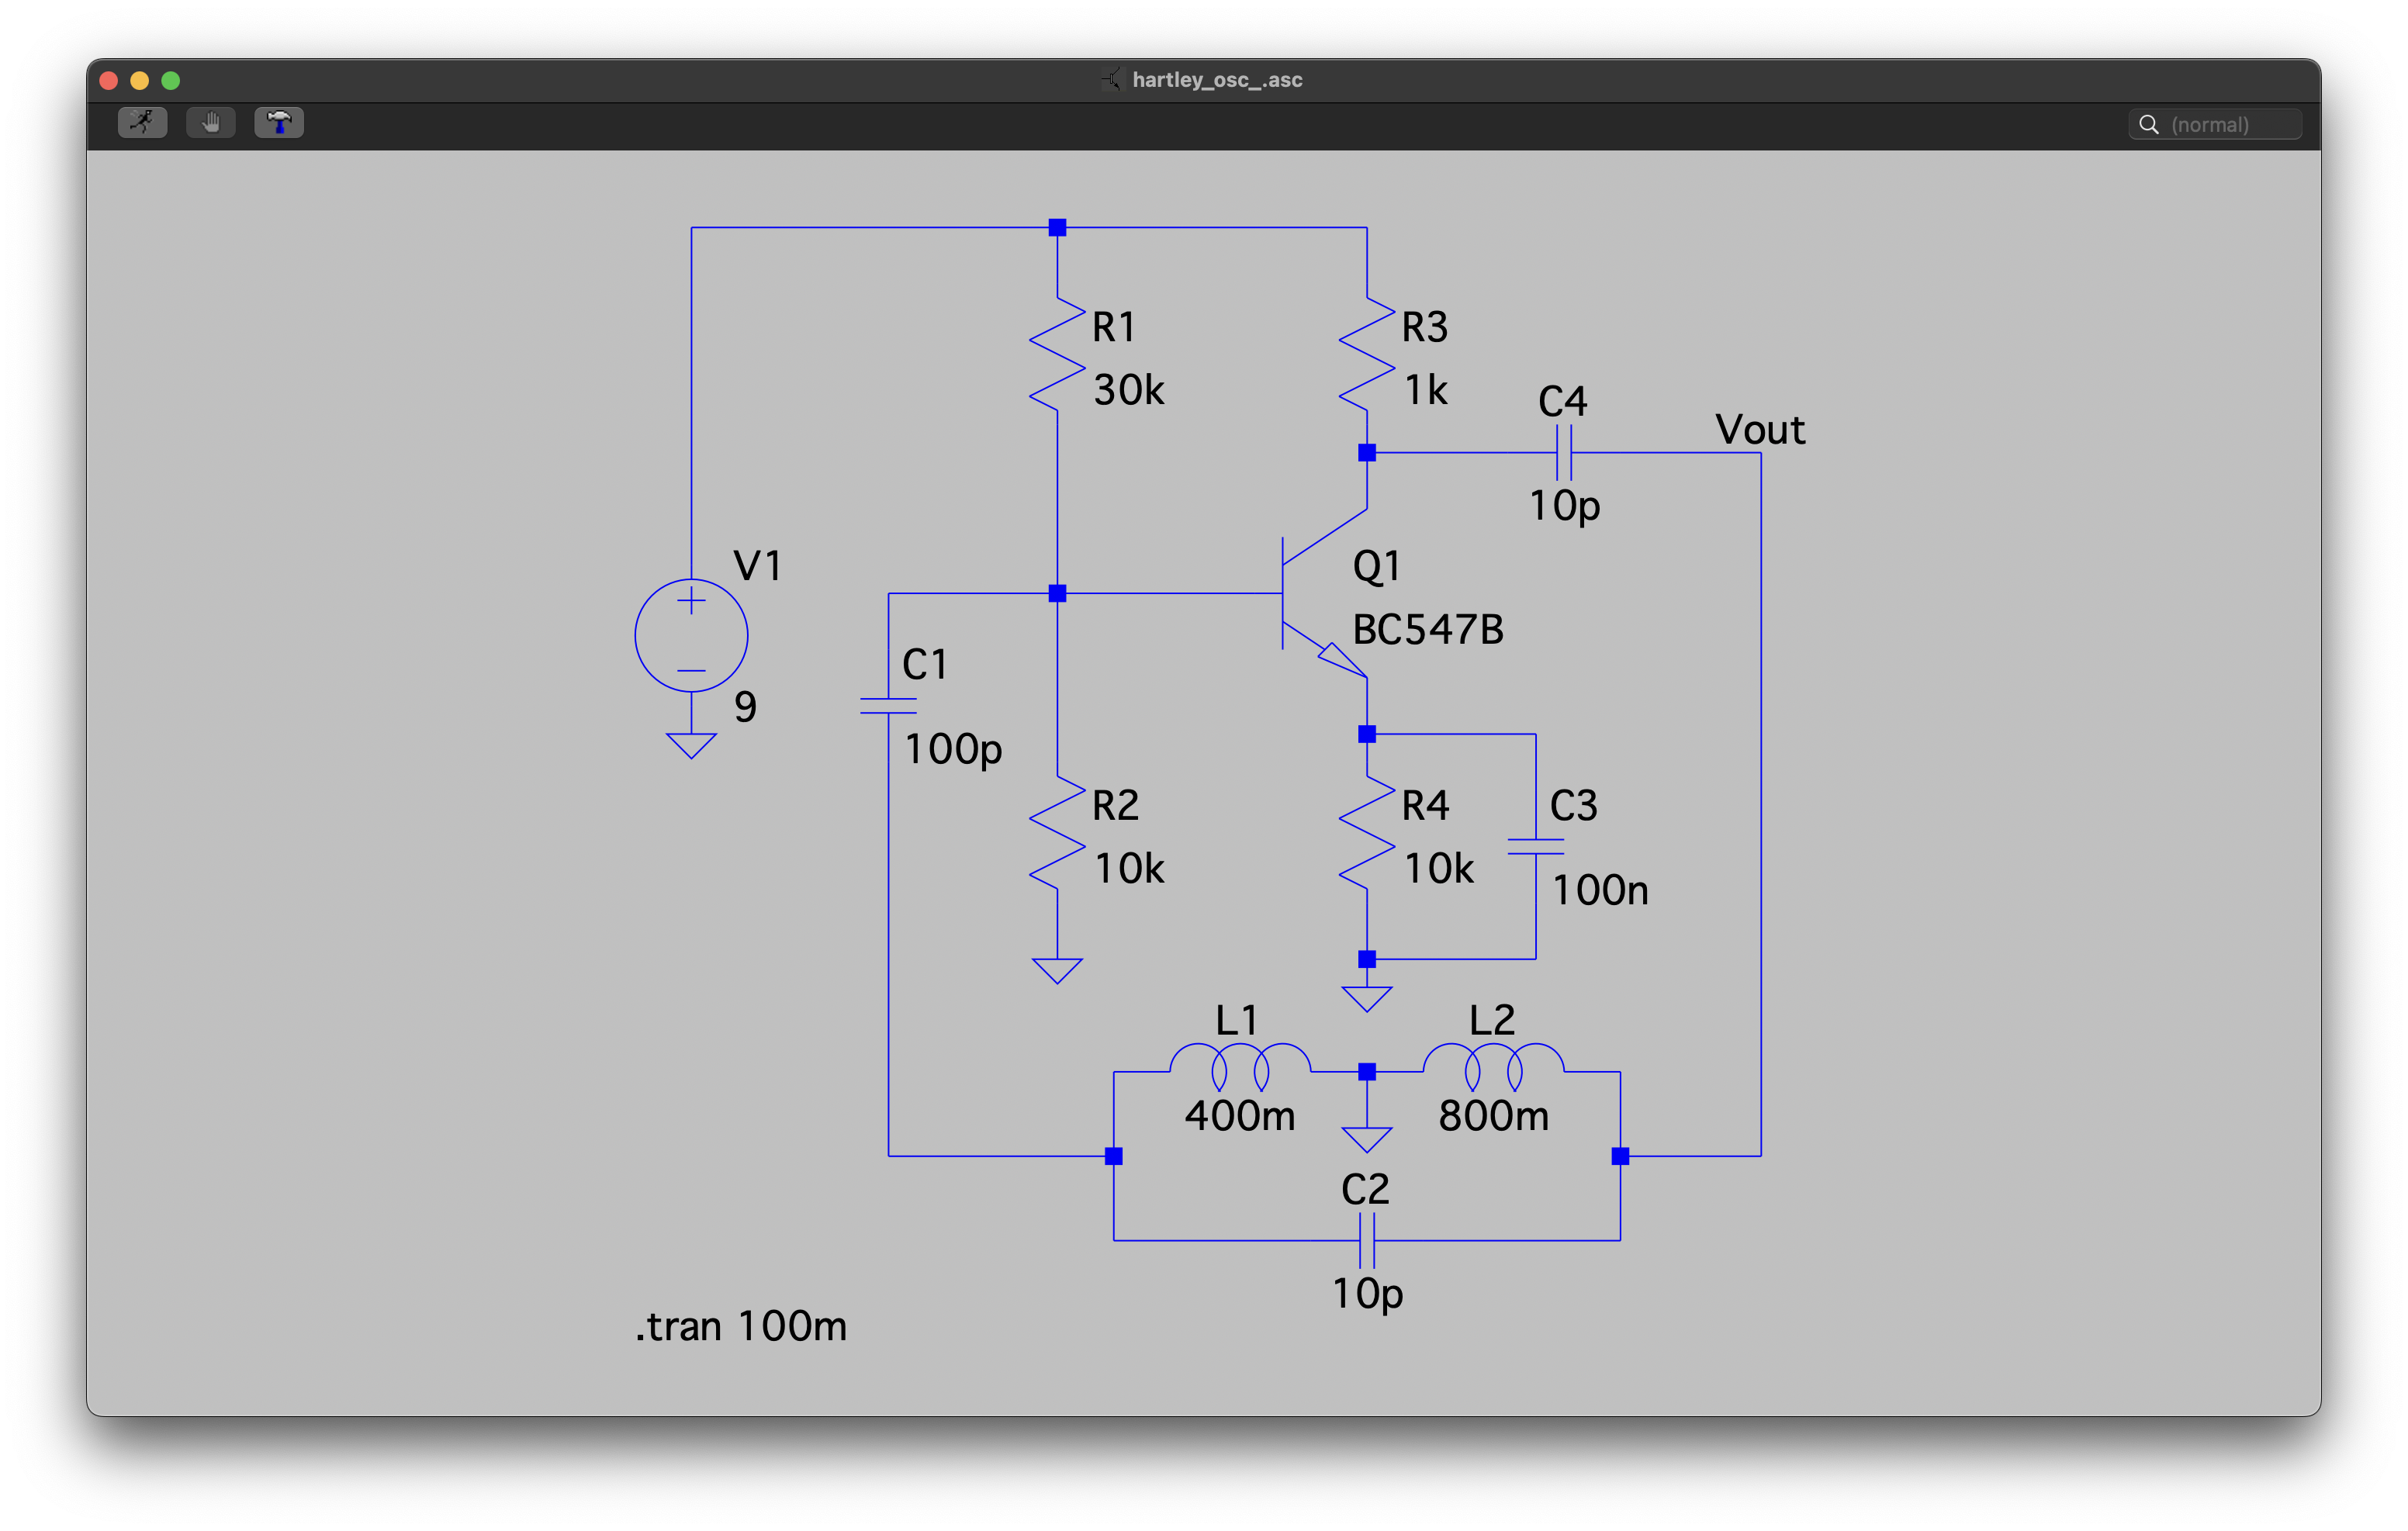 hartley_osc_.asc
(normal)
R1
30k
R3
1k
C4
10p
Vout
V1
9
Q1
BC547B
C1
100p
R2
10k
R4
10k
C3
100n
L1
400m
L2
800m
C2
10p
.tran 100m